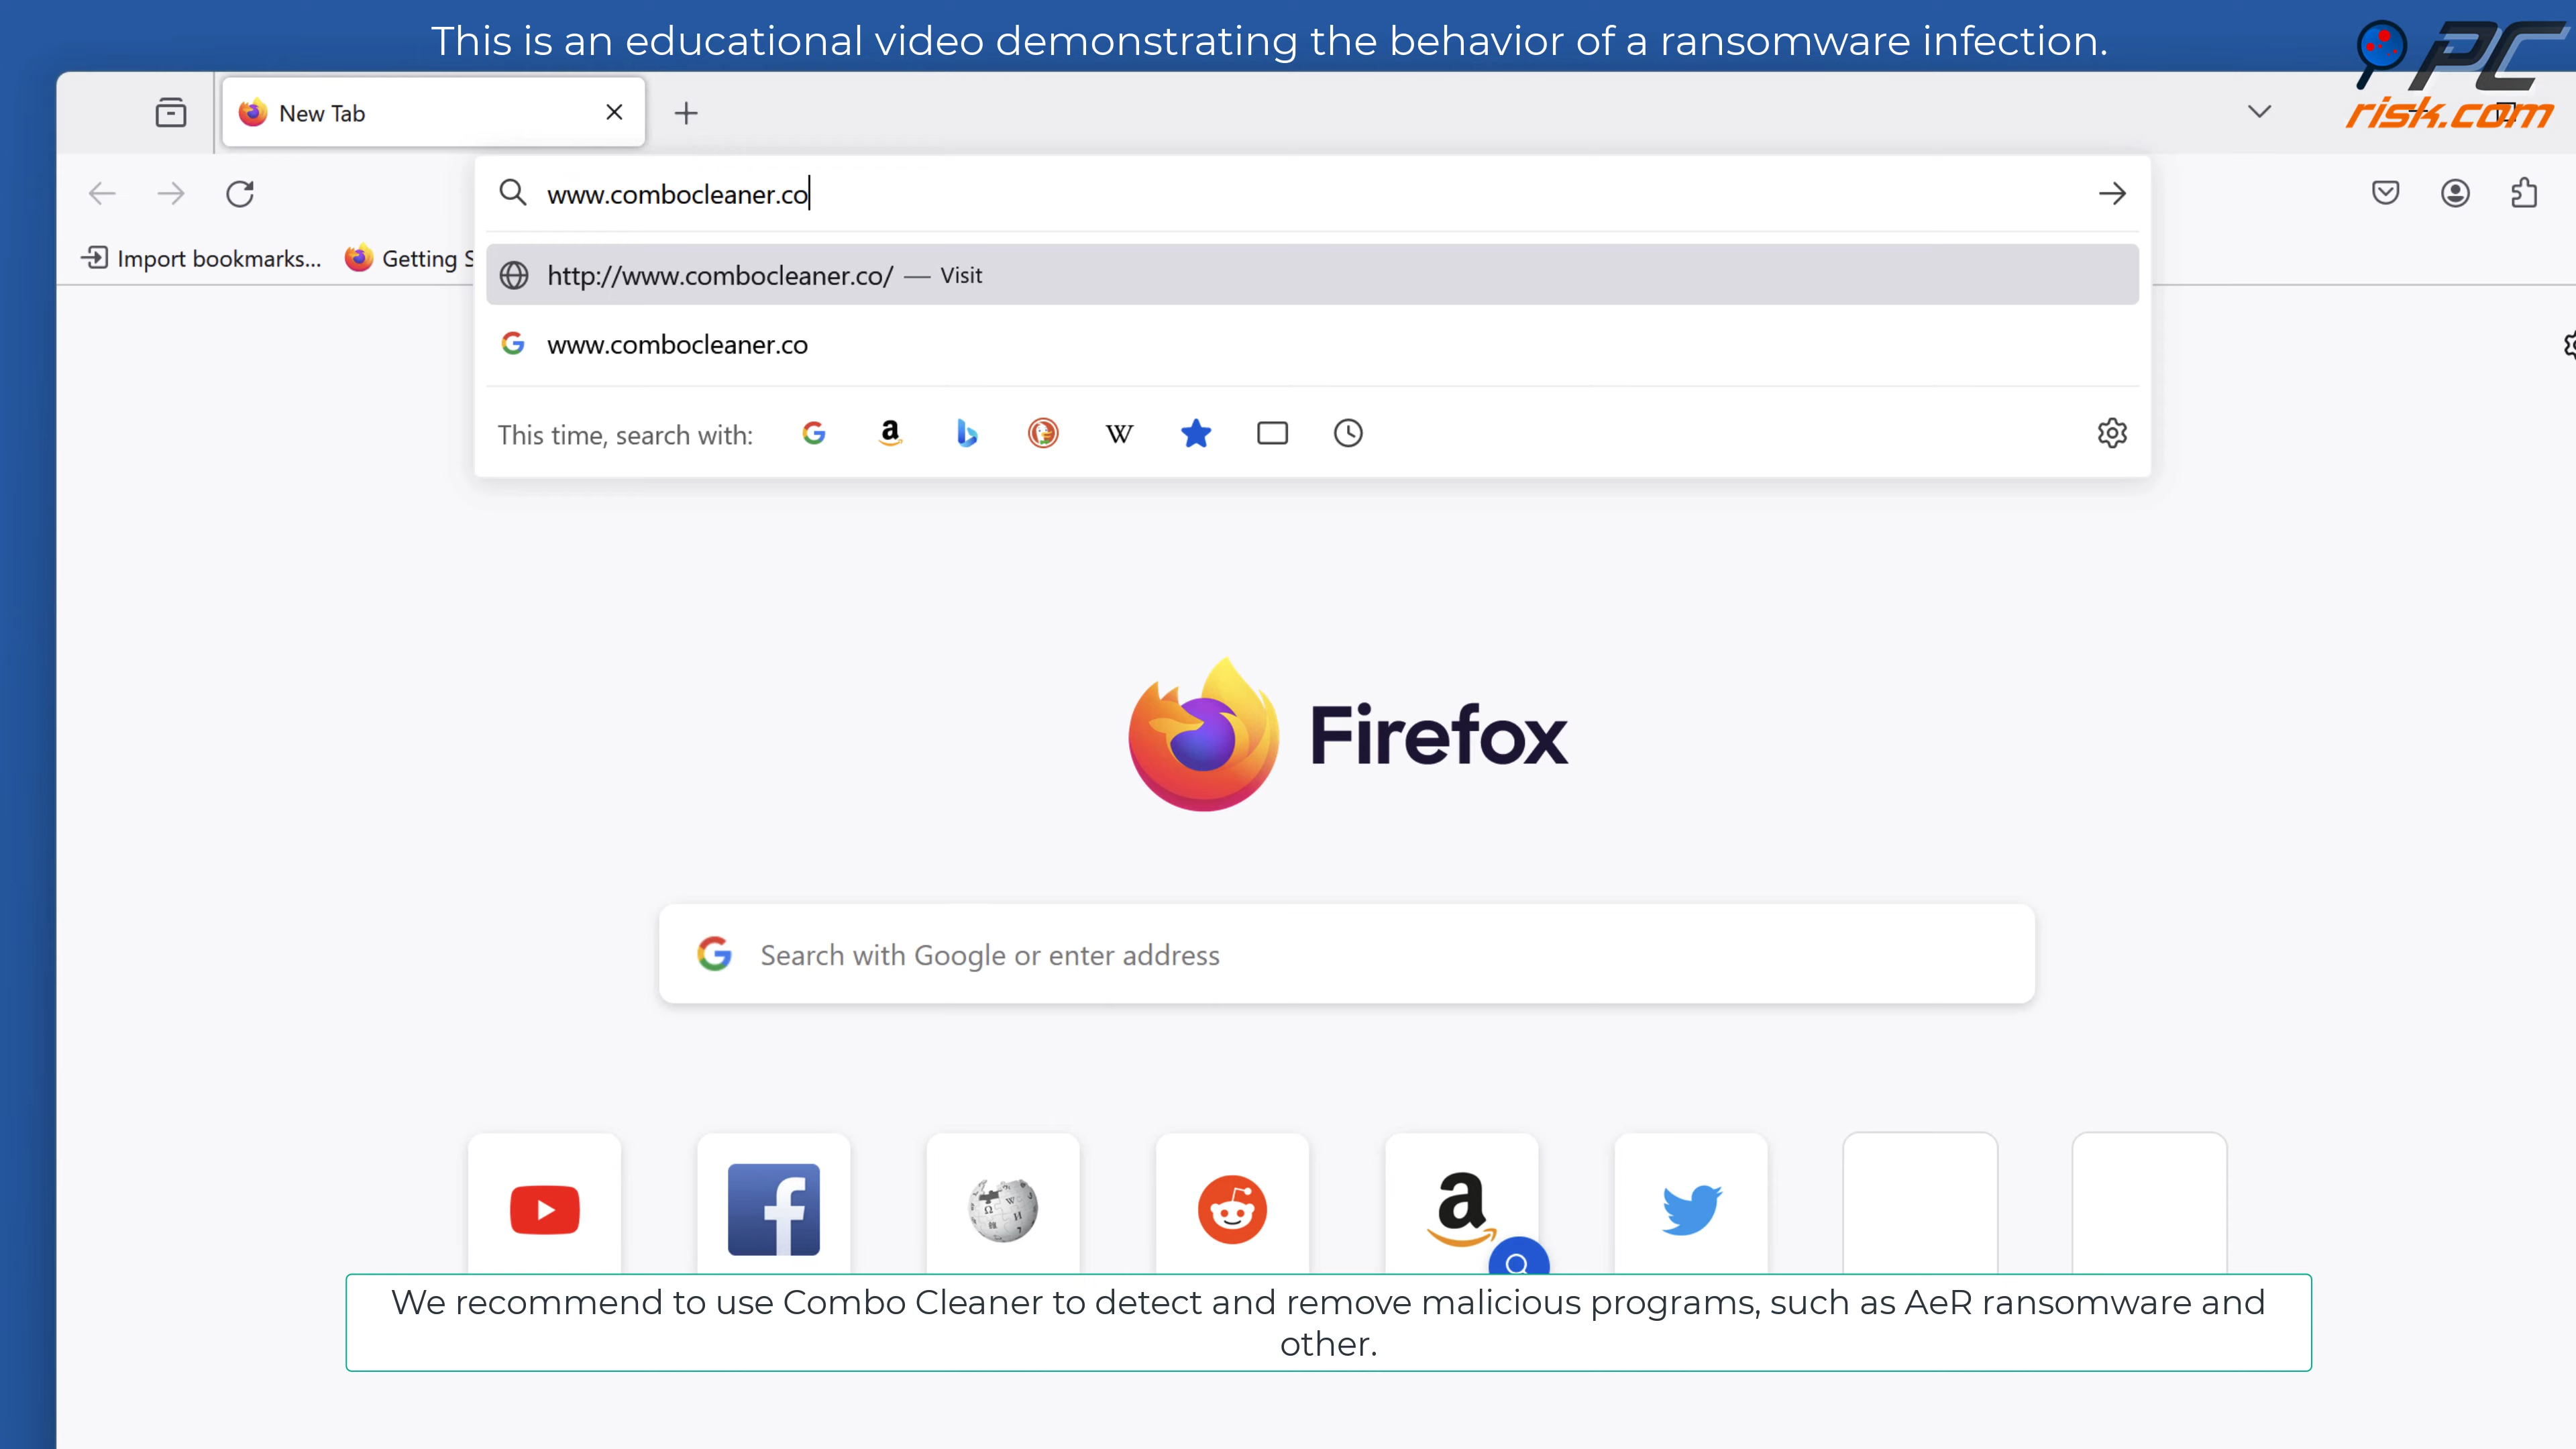 This is an educational video demonstrating the behavior of a ransomware infection.
PC
risk.com
New Tab
www.combocleaner.co
Import bookmarks...
Getting S
http://www.combocleaner.co/ — Visit
www.combocleaner.co
This time, search with:
Firefox
Search with Google or enter address
We recommend to use Combo Cleaner to detect and remove malicious programs, such as AeR ransomware and
other.